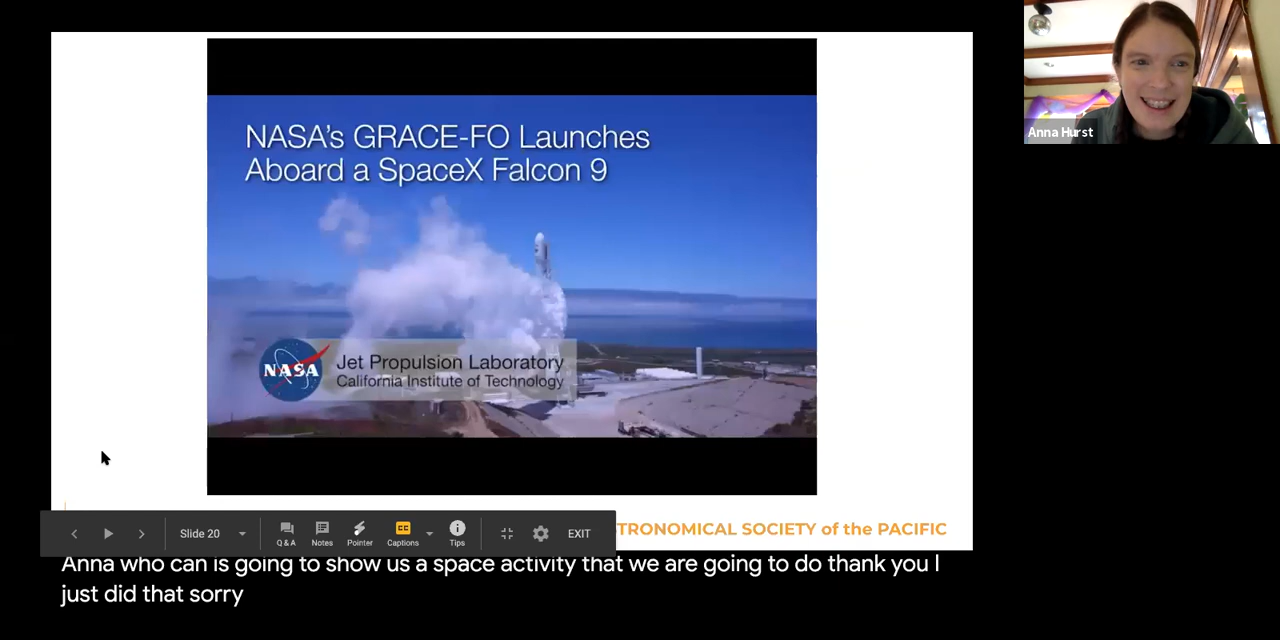 NASA's GRACE-FO Launches
Aboard a SpaceX Falcon 9
Anna Hurst
NASA
Jet Propulsion Laboratory
California Institute of Technology
Slide 20
Q & A
Notes
Pointer
CC
Captions
Tips
EXIT
TRONOMICAL SOCIETY of the PACIFIC
Anna who can is going to show us a space activity that we are going to do thank you I
just did that sorry